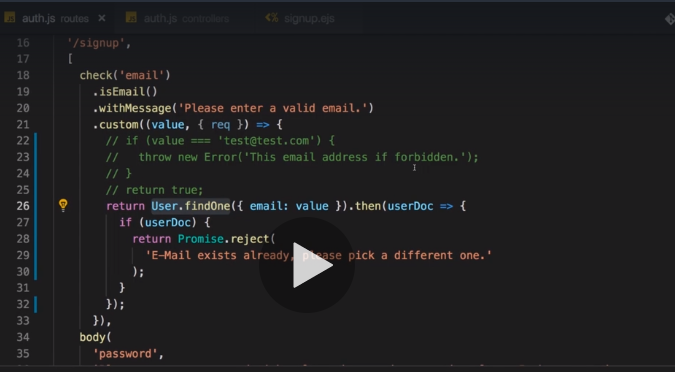 JS auth.js routes × JS auth.js controllers <% signup.ejs
16 '/signup',
17 [
18 check('email')
19 .isEmail()
20 .withMessage('Please enter a valid email.')
21 .custom((value, { req }) => {
22 // if (value === 'test@test.com') {
23 //   throw new Error('This email address if forbidden.');
24 // }
25 // return true;
26 return User.findOne({ email: value }).then(userDoc => {
27 if (userDoc) {
28 return Promise.reject(
29 'E-Mail exists already, please pick a different one.'
30 );
31 }
32 });
33 }),
34 body(
35 'password',